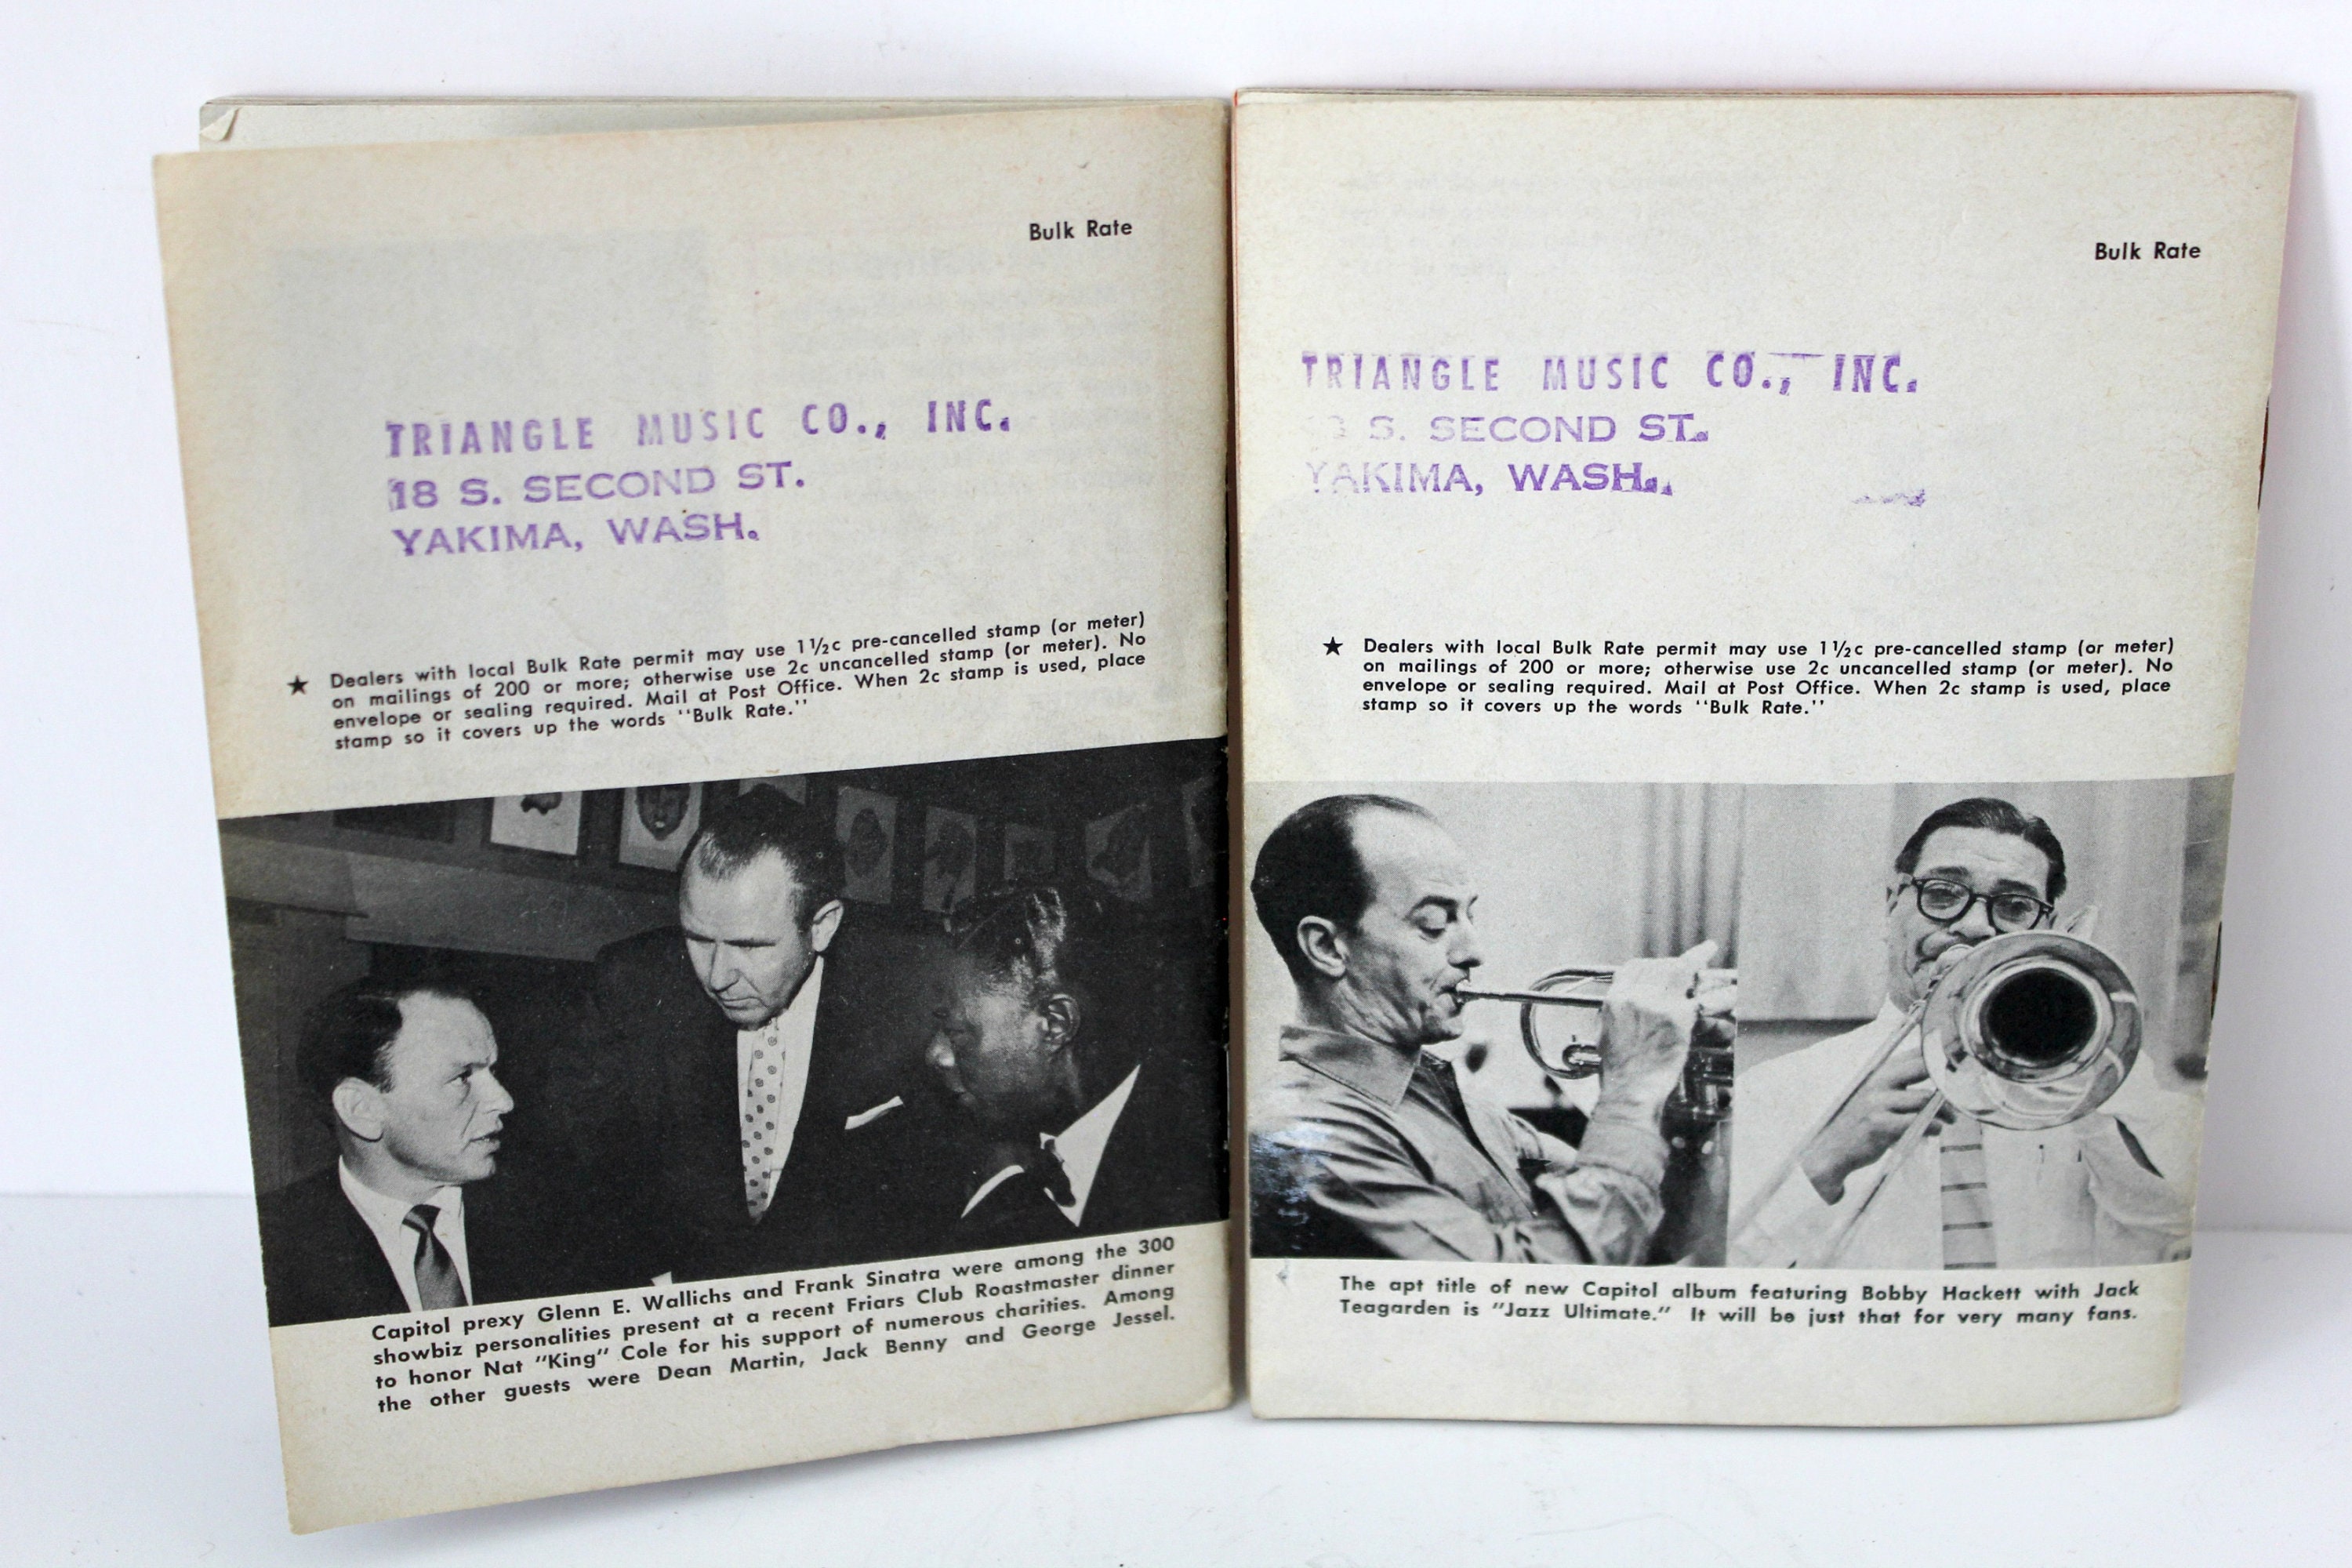 Bulk Rate
TRIANGLE MUSIC CO., INC.
18 S. SECOND ST.
YAKIMA, WASH.
★ Dealers with local Bulk Rate permit may use 1½c pre-cancelled stamp (or meter)
on mailings of 200 or more; otherwise use 2c uncancelled stamp (or meter). No
envelope or sealing required. Mail at Post Office. When 2c stamp is used, place
stamp so it covers up the words "Bulk Rate."
Capitol prexy Glenn E. Wallichs and Frank Sinatra were among the 300
showbiz personalities present at a recent Friars Club Roastmaster dinner
to honor Nat "King" Cole for his support of numerous charities. Among
the other guests were Dean Martin, Jack Benny and George Jessel.
Bulk Rate
TRIANGLE MUSIC CO., INC.
S. SECOND ST.
YAKIMA, WASH.
★ Dealers with local Bulk Rate permit may use 1½c pre-cancelled stamp (or meter)
on mailings of 200 or more; otherwise use 2c uncancelled stamp (or meter). No
envelope or sealing required. Mail at Post Office. When 2c stamp is used, place
stamp so it covers up the words "Bulk Rate."
The apt title of new Capitol album featuring Bobby Hackett with Jack
Teagarden is "Jazz Ultimate." It will be just that for very many fans.